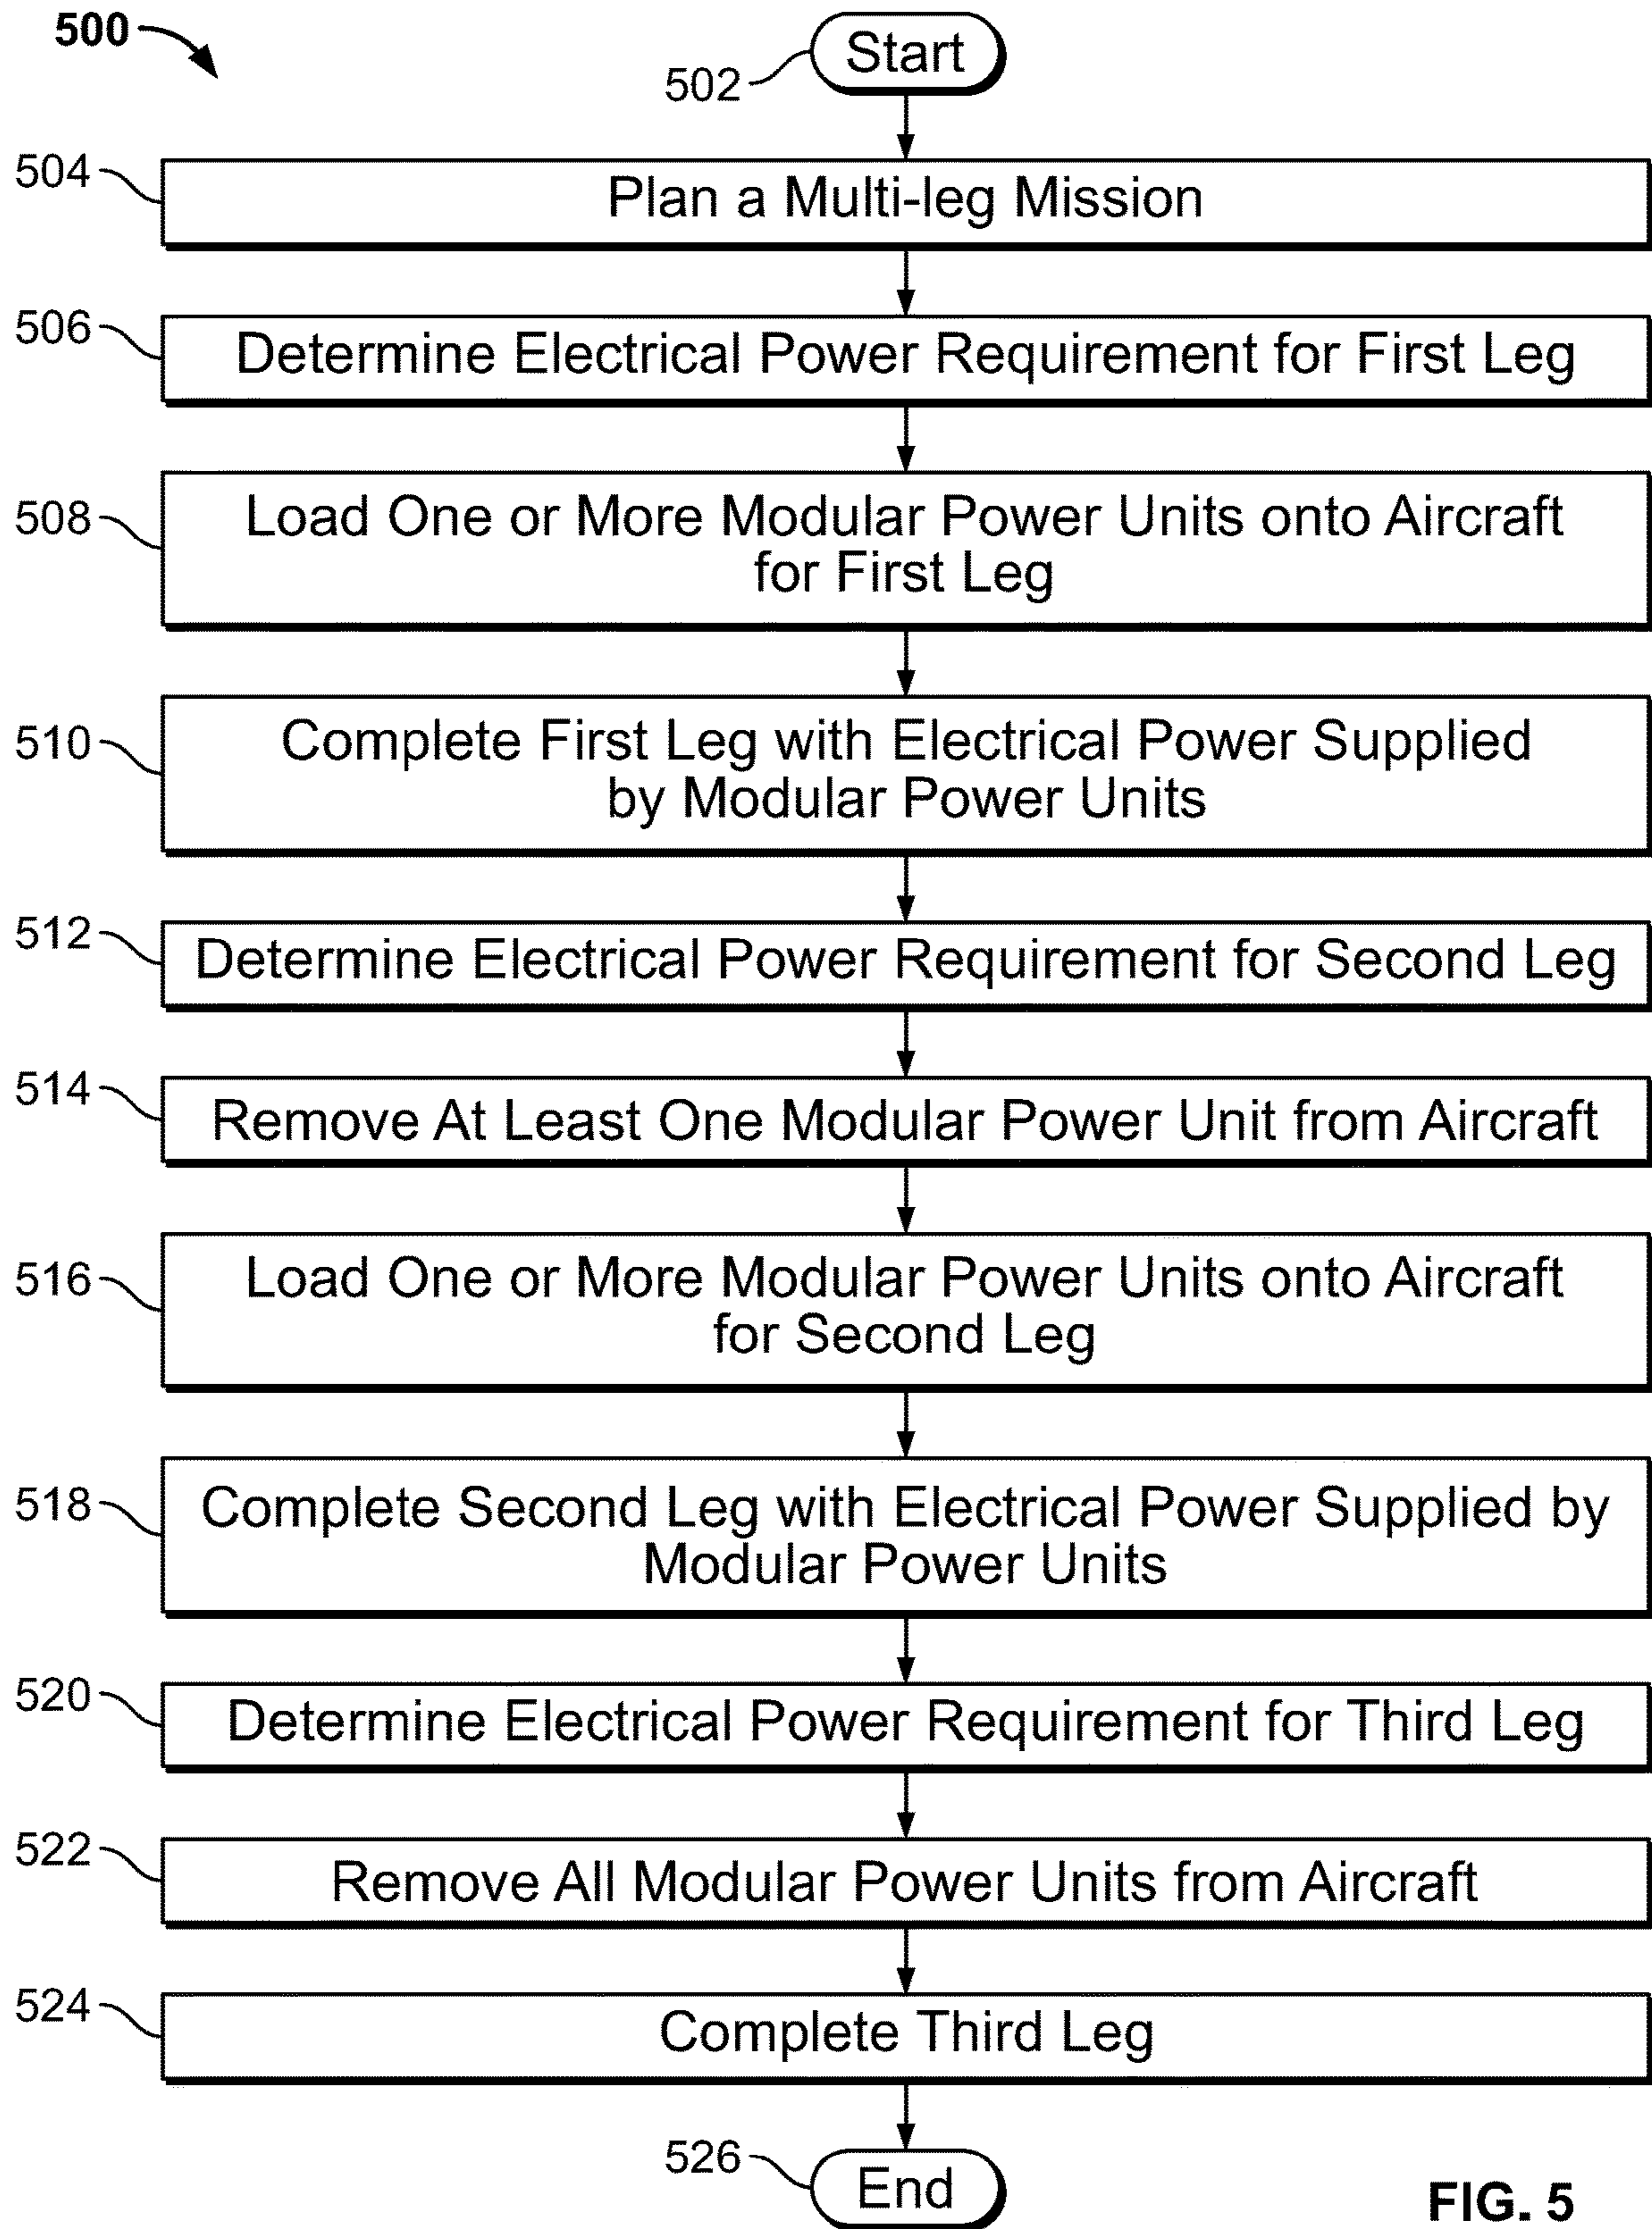 500
Start
502
504
Plan a Multi-leg Mission
506
Determine Electrical Power Requirement for First Leg
508
Load One or More Modular Power Units onto Aircraft
for First Leg
510
Complete First Leg with Electrical Power Supplied
by Modular Power Units
512
Determine Electrical Power Requirement for Second Leg
514
Remove At Least One Modular Power Unit from Aircraft
516
Load One or More Modular Power Units onto Aircraft
for Second Leg
518
Complete Second Leg with Electrical Power Supplied by
Modular Power Units
520
Determine Electrical Power Requirement for Third Leg
522
Remove All Modular Power Units from Aircraft
524
Complete Third Leg
526
End
FIG. 5